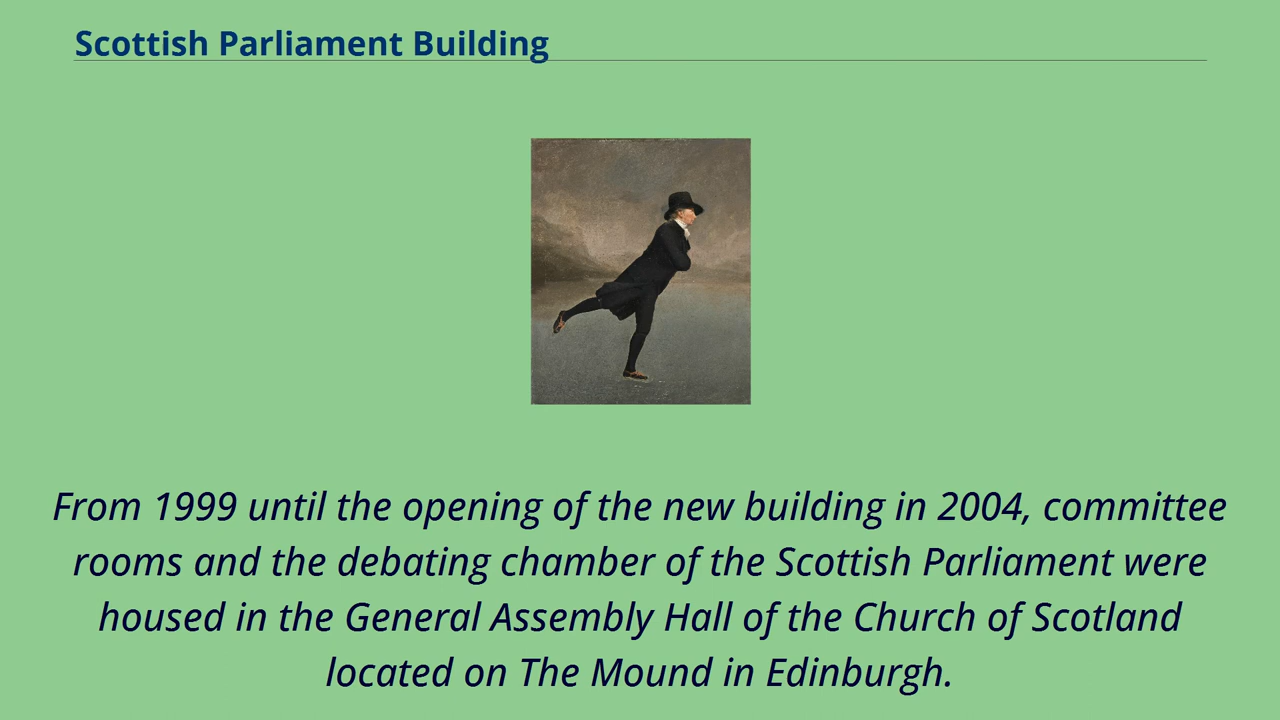 Scottish Parliament Building
From 1999 until the opening of the new building in 2004, committee
rooms and the debating chamber of the Scottish Parliament were
housed in the General Assembly Hall of the Church of Scotland
located on The Mound in Edinburgh.